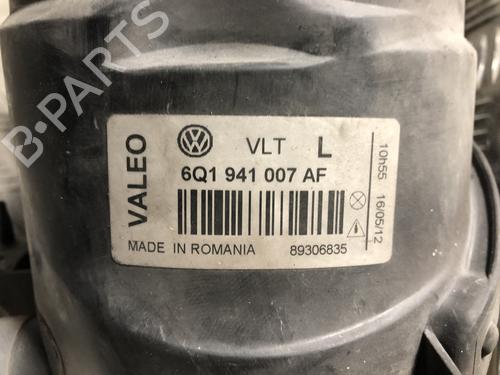 B-PARTS
VALEO
VLT L
6Q1 941 007 AF
MADE IN ROMANIA 89306835
10h55 16/05/12